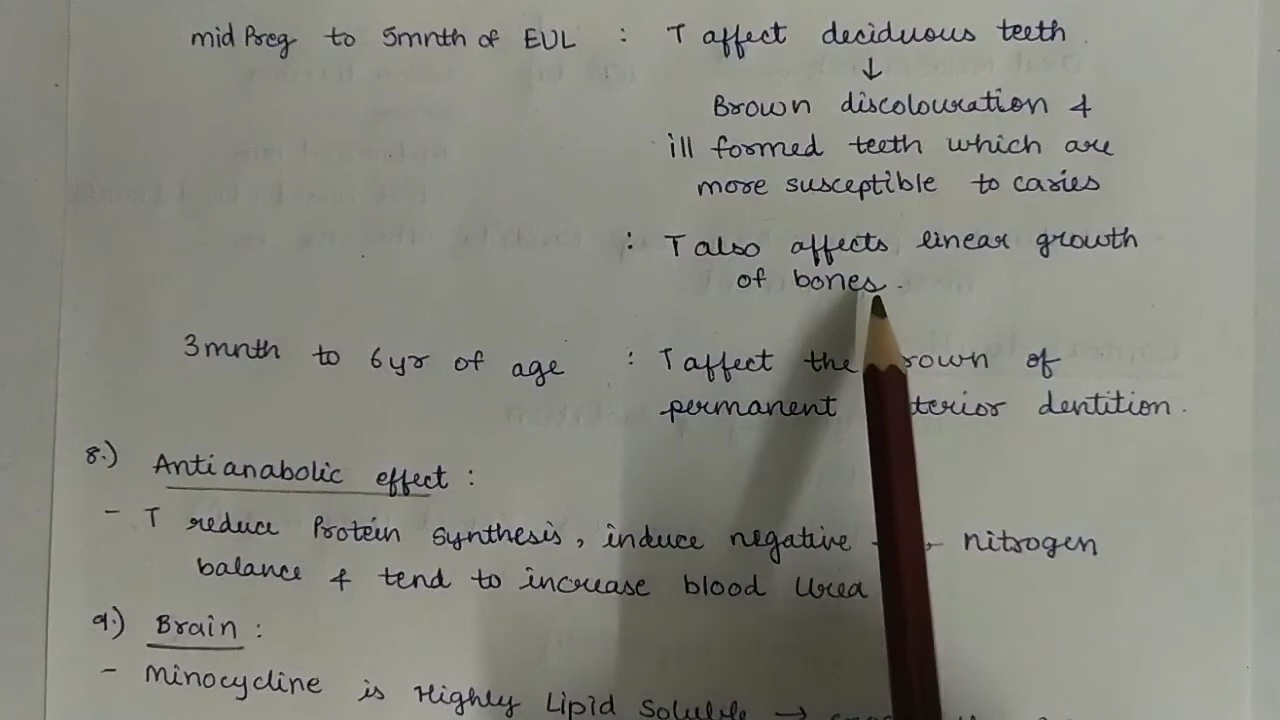 mid Preg to 5mnth of EUL : T affect deciduous teeth
↓
Brown discolouration &
ill formed teeth which are
more susceptible to caries
: T also affects linear growth
of bones.
3mnth to 6yr of age : T affect the rown of
permanent terior dentition.
8.) Antianabolic effect :
- T reduce Protein synthesis, induce negative nitrogen
balance & tend to increase blood Urea
9.) Brain :
- Minocycline is Highly Lipid Soluble →